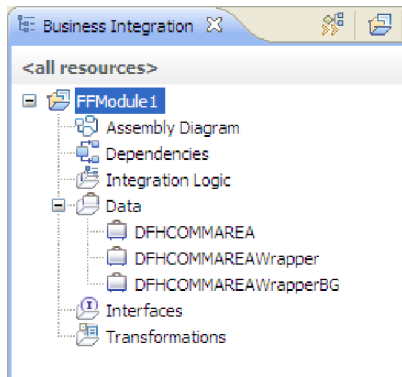 Business Integration
<all resources>
FFModule1
Assembly Diagram
Dependencies
Integration Logic
Data
DFHCOMMAREA
DFHCOMMAREAWrapper
DFHCOMMAREAWrapperBG
Interfaces
Transformations